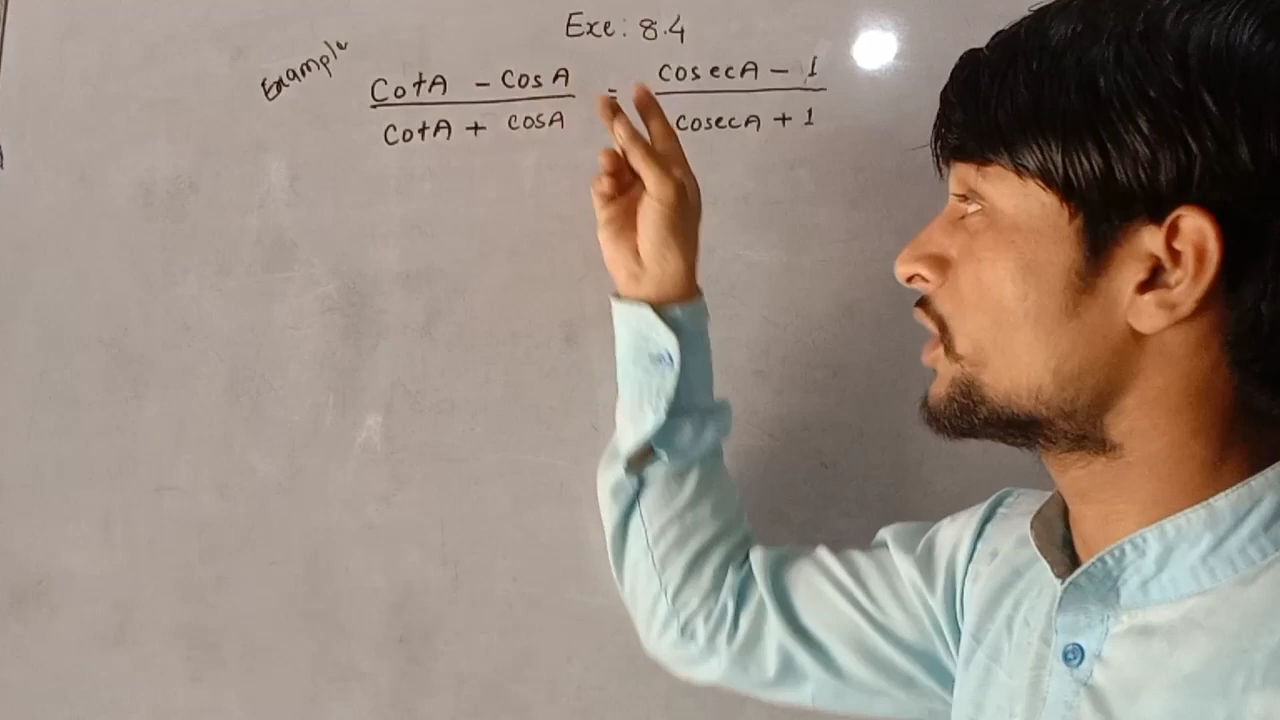 Exe: 8.4
Example
CotA - CosA / CotA + cosA = cosecA - 1 / cosecA + 1